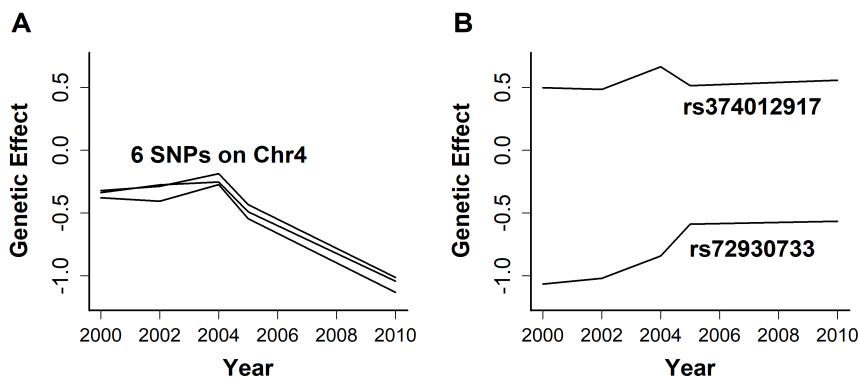 A
Genetic Effect
0.5
0.0
-0.5
-1.0
6 SNPs on Chr4
2000 2002 2004 2006 2008 2010
Year
B
Genetic Effect
0.5
0.0
-0.5
-1.0
rs374012917
rs72930733
2000 2002 2004 2006 2008 2010
Year